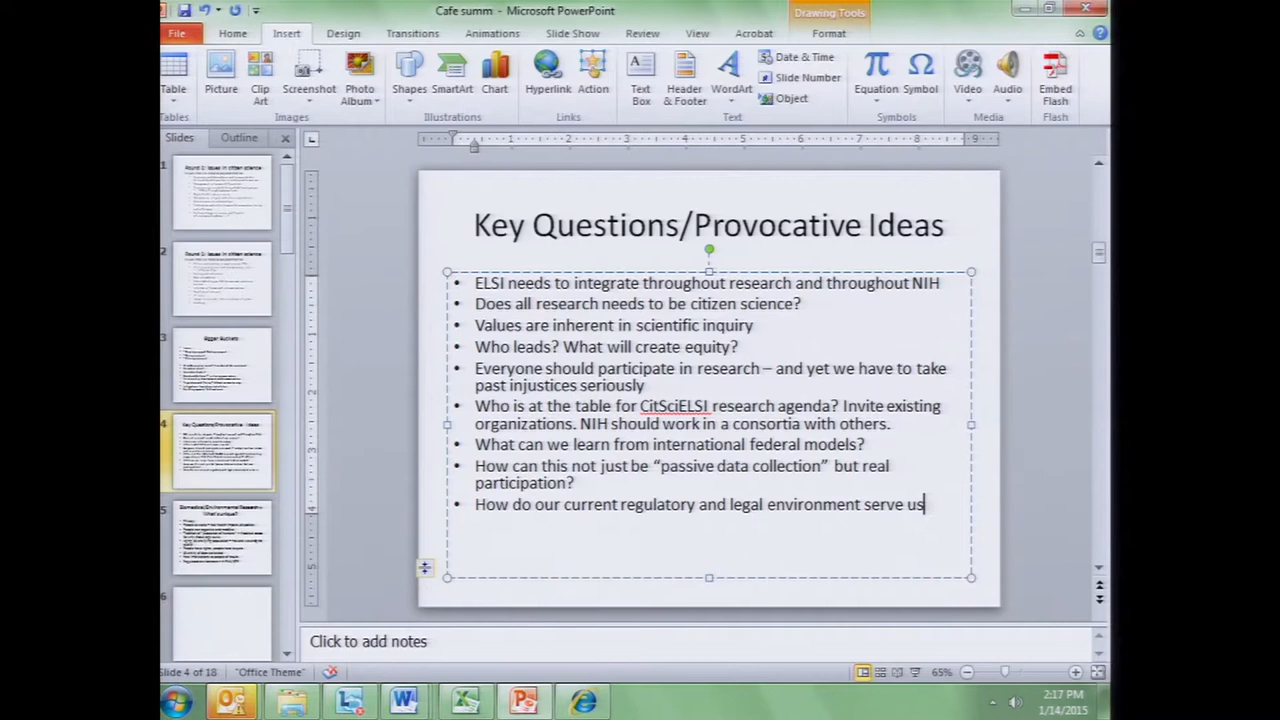 Cafe summ - Microsoft PowerPoint
Drawing Tools
File Home Insert Design Transitions Animations Slide Show Review View Acrobat Format
Table
Picture
Clip Art
Screenshot
Photo Album
Shapes
SmartArt
Chart
Hyperlink
Action
Text Box
Header & Footer
WordArt
Date & Time
Slide Number
Object
Equation
Symbol
Video
Audio
Embed Flash
Tables Images Illustrations Links Text Symbols Media Flash
Slides Outline
Key Questions/Provocative Ideas
• ELSI needs to integrate throughout research and throughout NIH
• Does all research needs to be citizen science?
• Values are inherent in scientific inquiry
• Who leads? What will create equity?
• Everyone should participate in research – and yet we have to take
past injustices seriously
• Who is at the table for CitSciELSI research agenda? Invite existing
organizations. NIH should work in a consortia with others.
• What can we learn from international federal models?
• How can this not just be “passive data collection” but real
participation?
• How do our current regulatory and legal environment serve us
Click to add notes
Slide 4 of 18 "Office Theme" 65%
2:17 PM
1/14/2015